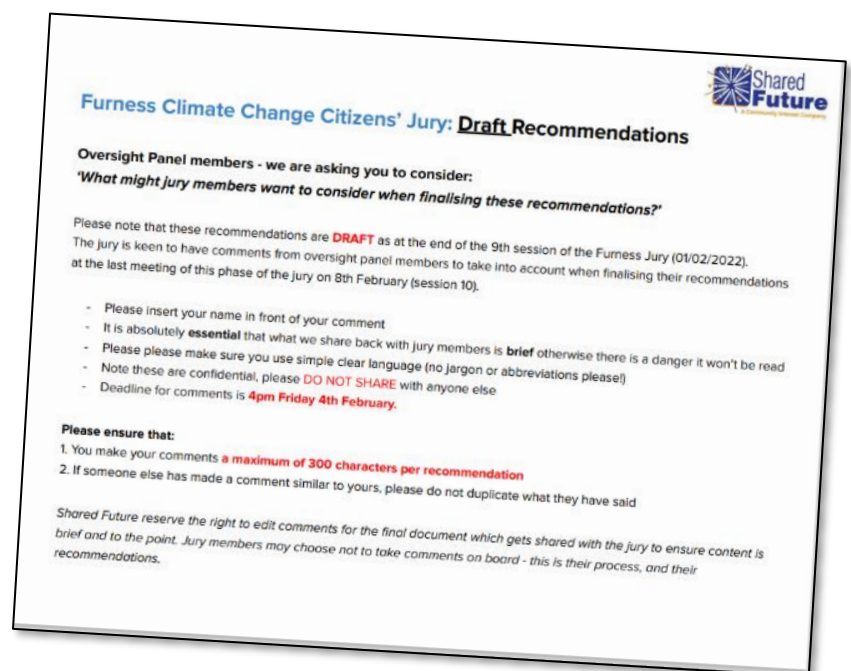 Shared
Future
A Community Interest Company
Furness Climate Change Citizens' Jury: Draft Recommendations
Oversight Panel members - we are asking you to consider:
'What might jury members want to consider when finalising these recommendations?'
Please note that these recommendations are DRAFT as at the end of the 9th session of the Furness Jury (01/02/2022).
The jury is keen to have comments from oversight panel members to take into account when finalising their recommendations
at the last meeting of this phase of the jury on 8th February (session 10).
- Please insert your name in front of your comment
- It is absolutely essential that what we share back with jury members is brief otherwise there is a danger it won't be read
- Please please make sure you use simple clear language (no jargon or abbreviations please!)
- Note these are confidential, please DO NOT SHARE with anyone else
- Deadline for comments is 4pm Friday 4th February.
Please ensure that:
1. You make your comments a maximum of 300 characters per recommendation
2. If someone else has made a comment similar to yours, please do not duplicate what they have said
Shared Future reserve the right to edit comments for the final document which gets shared with the jury to ensure content is
brief and to the point. Jury members may choose not to take comments on board - this is their process, and their
recommendations.